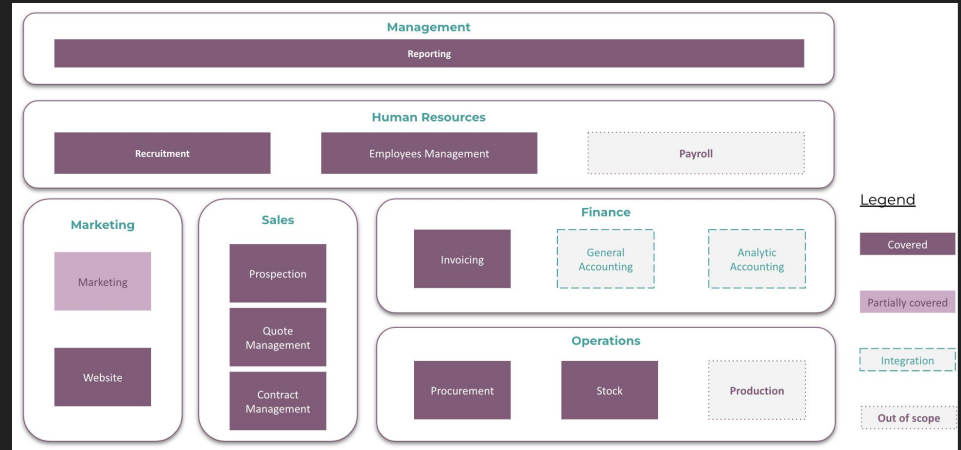 Management
Reporting
Human Resources
Recruitment
Employees Management
Payroll
Marketing
Marketing
Website
Sales
Prospection
Quote
Management
Contract
Management
Finance
Invoicing
General
Accounting
Analytic
Accounting
Operations
Procurement
Stock
Production
Legend
Covered
Partially covered
Integration
Out of scope